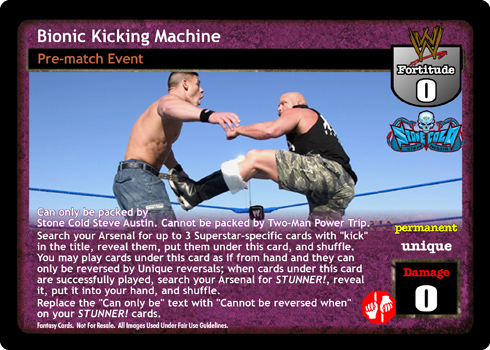 Bionic Kicking Machine
Pre-match Event
W
Fortitude
0
STONE COLD
STEVE AUSTIN
Can only be packed by
Stone Cold Steve Austin. Cannot be packed by Two-Man Power Trip.
Search your Arsenal for up to 3 Superstar-specific cards with "kick"
in the title, reveal them, put them under this card, and shuffle.
You may play cards under this card as if from hand and they can
only be reversed by Unique reversals; when cards under this card
are successfully played, search your Arsenal for STUNNER!, reveal
it, put it into your hand, and shuffle.
Replace the "Can only be" text with "Cannot be reversed when"
on your STUNNER! cards.
permanent
unique
Damage
0
Fantasy Cards. Not For Resale. All Images Used Under Fair Use Guidelines.